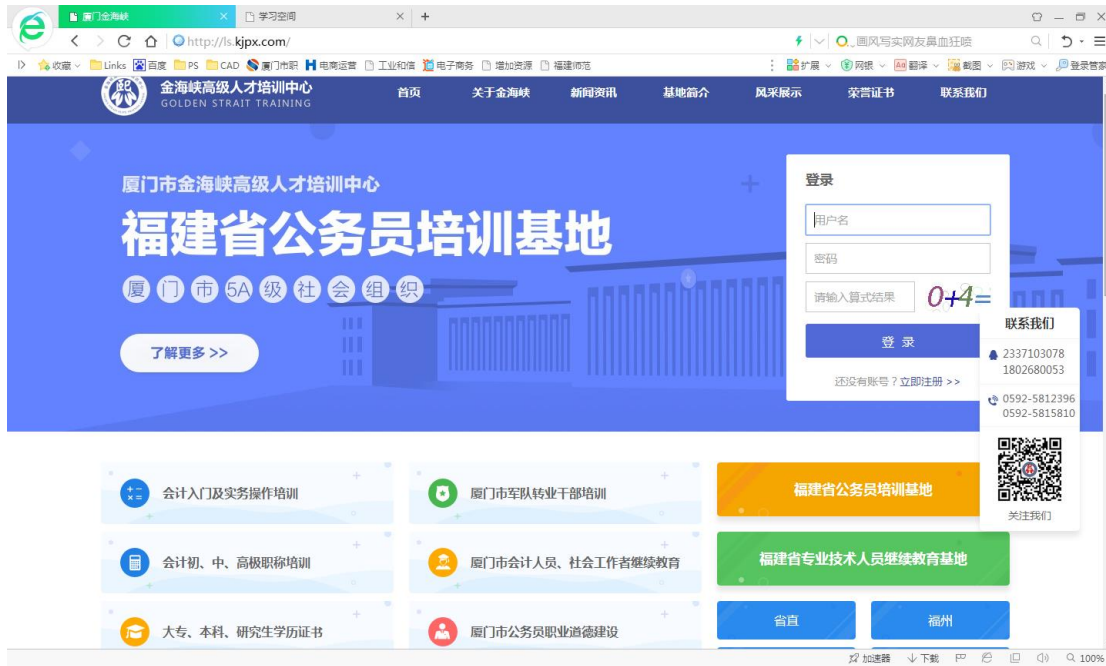 厦门金海峡
学习空间
http://ls.kjpx.com/
画风写实网友鼻血狂喷
收藏
Links
百度
PS
CAD
厦门市职
电商运营
工业和信
电子商务
增加资源
福建师范
扩展
网银
翻译
截图
游戏
登录管家
金海峡高级人才培训中心
GOLDEN STRAIT TRAINING
首页
关于金海峡
新闻资讯
基地简介
风采展示
荣誉证书
联系我们
厦门市金海峡高级人才培训中心
福建省公务员培训基地
厦门市5A级社会组织
了解更多 >>
登录
用户名
密码
请输入算式结果
0+4=
登 录
还没有账号？立即注册 >>
联系我们
2337103078
1802680053
0592-5812396
0592-5815810
关注我们
会计入门及实务操作培训
厦门市军队转业干部培训
福建省公务员培训基地
会计初、中、高级职称培训
厦门市会计人员、社会工作者继续教育
福建省专业技术人员继续教育基地
大专、本科、研究生学历证书
厦门市公务员职业道德建设
省直
福州
加速器
下载
100%